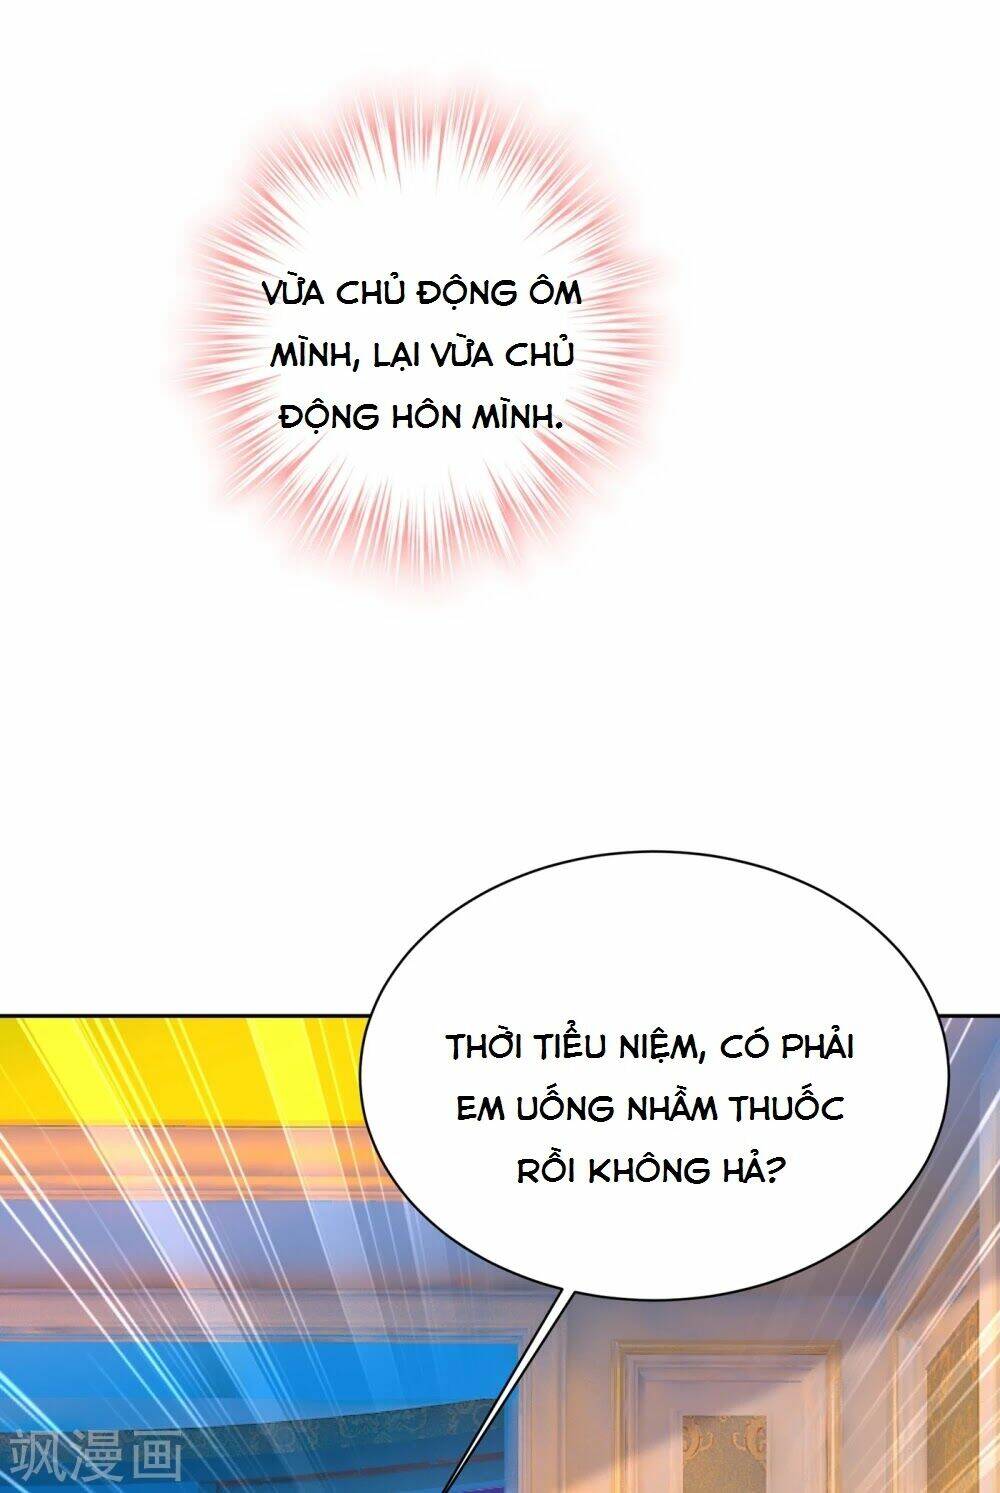 VỪA CHỦ ĐỘNG ÔM
MÌNH, LẠI VỪA CHỦ
ĐỘNG HÔN MÌNH.
THỜI TIỂU NIỆM, CÓ PHẢI
EM UỐNG NHẦM THUỐC
RỒI KHÔNG HẢ?
飒漫画